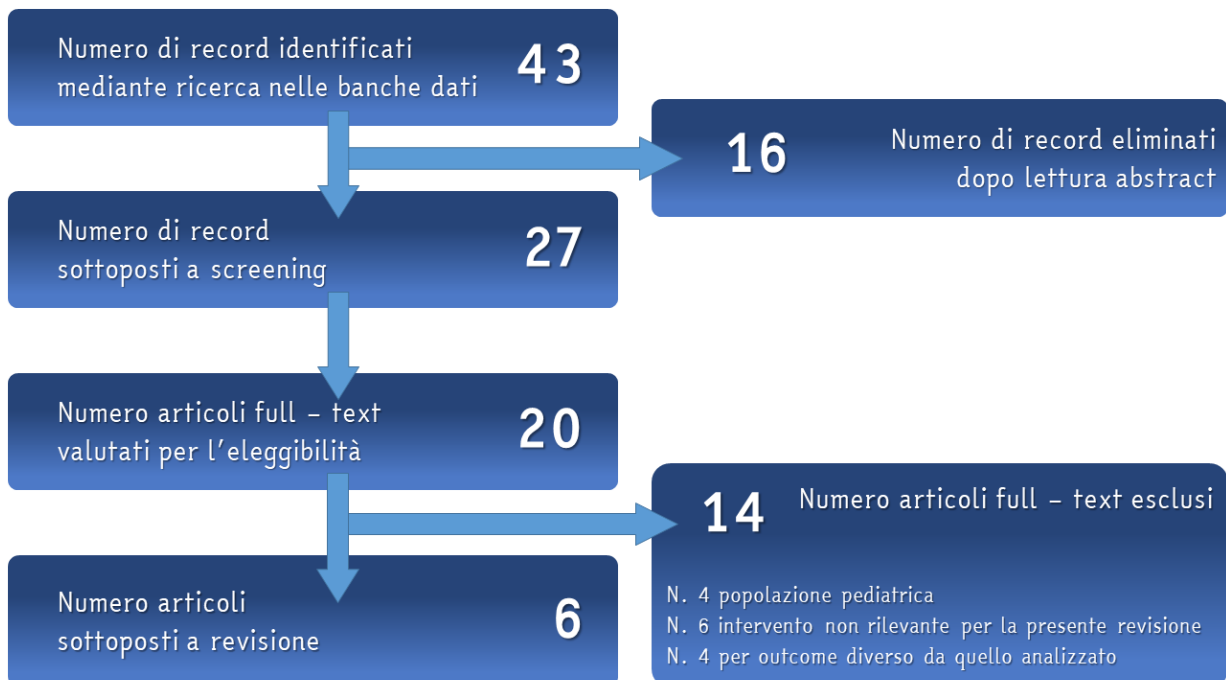 Numero di record identificati
mediante ricerca nelle banche dati
43
16
Numero di record eliminati
dopo lettura abstract
Numero di record
sottoposti a screening
27
Numero articoli full – text
valutati per l'eleggibilità
20
14
Numero articoli full – text esclusi
N. 4 popolazione pediatrica
N. 6 intervento non rilevante per la presente revisione
N. 4 per outcome diverso da quello analizzato
Numero articoli
sottoposti a revisione
6